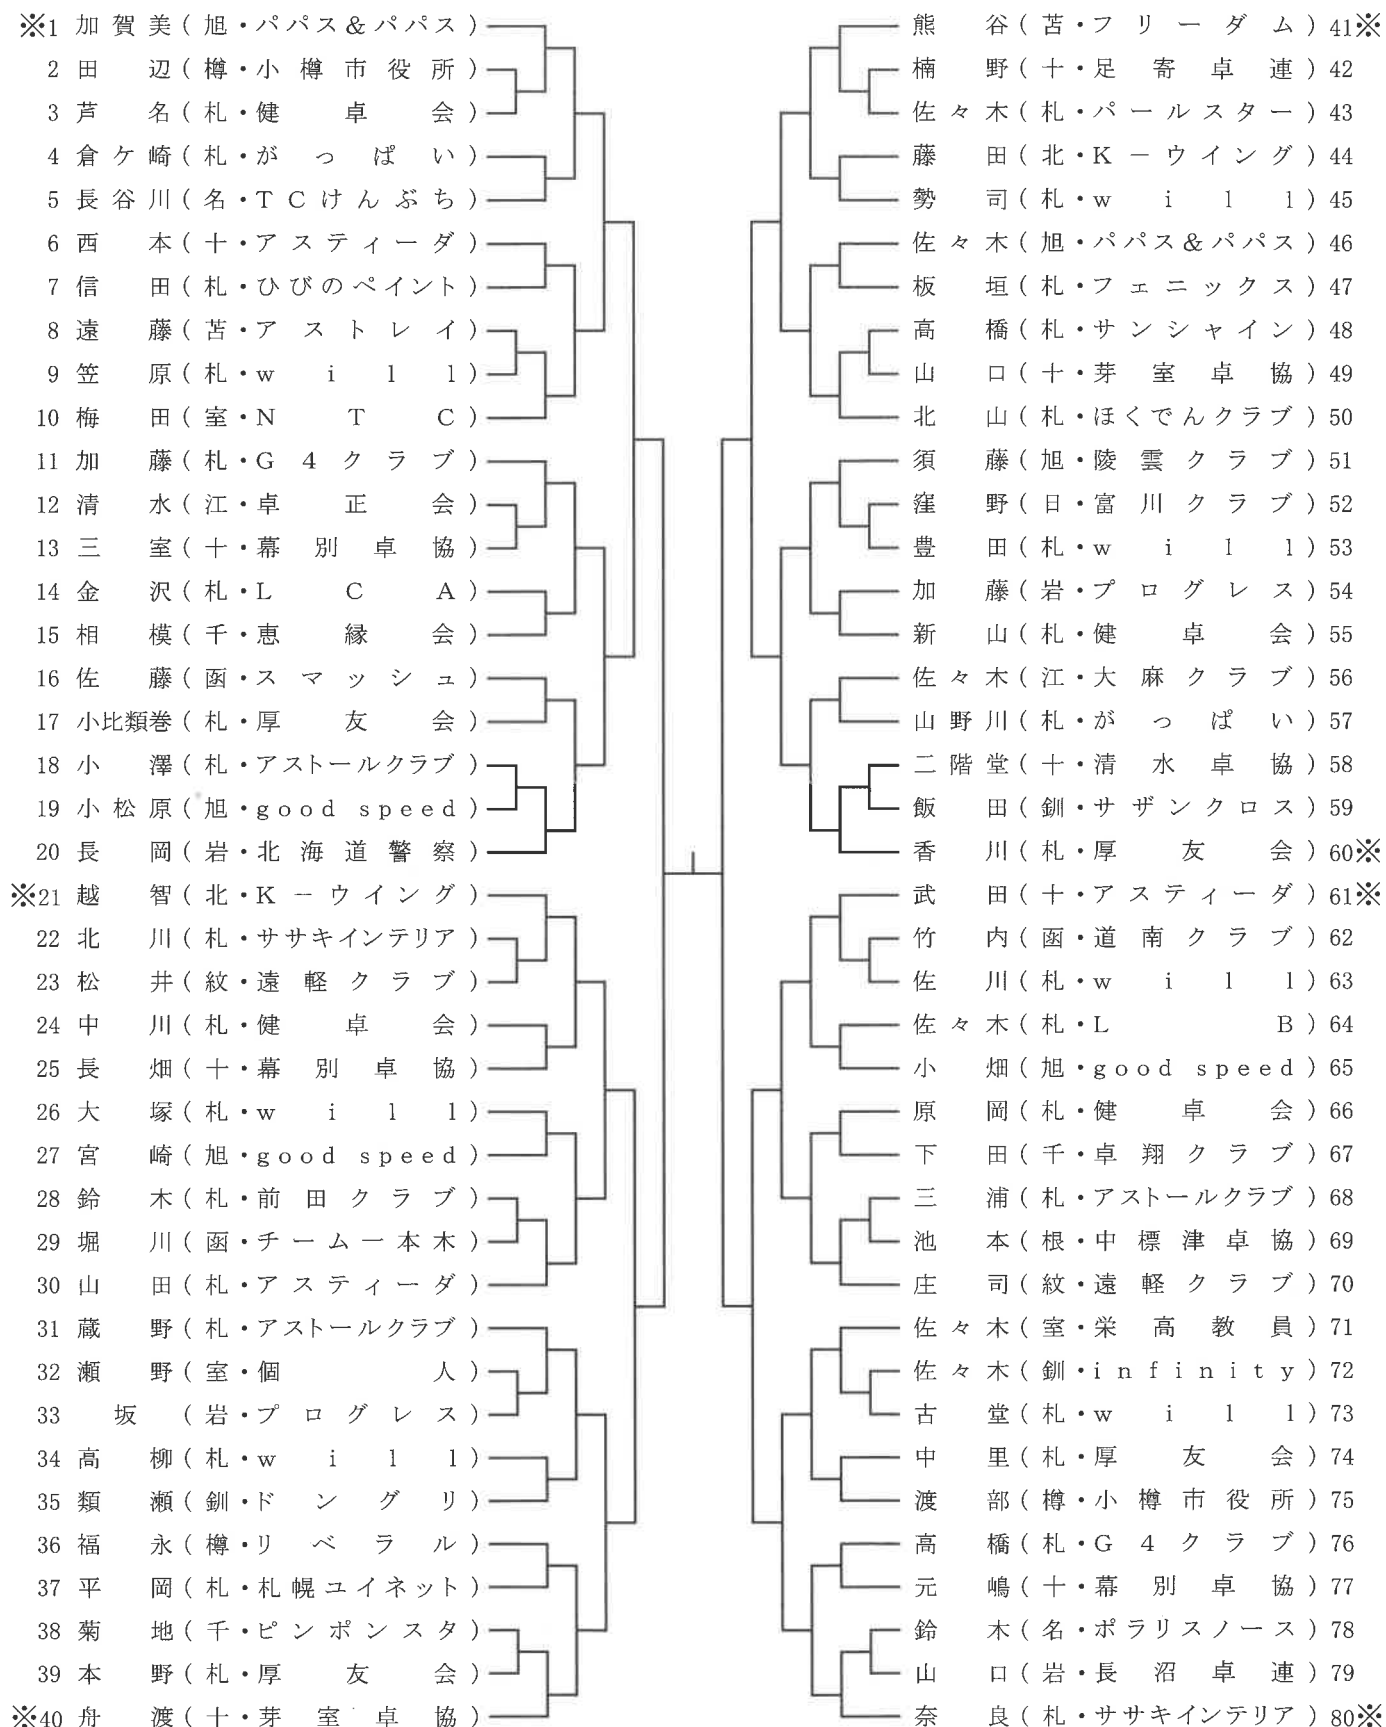 ※1 加賀美(旭・パパス&パパス)
2 田辺(樽・小樽市役所)
3 芦名(札・健卓会)
4 倉ケ崎(札・がっぱい)
5 長谷川(名・TCけんぶち)
6 西本(十・アスティーダ)
7 信田(札・ひびのペイント)
8 遠藤(苫・アストレイ)
9 笠原(札・will)
10 梅田(室・NTC)
11 加藤(札・G4クラブ)
12 清水(江・卓正会)
13 三室(十・幕別卓協)
14 金沢(札・LCA)
15 相模(千・恵縁会)
16 佐藤(函・スマッシュ)
17 小比類巻(札・厚友会)
18 小澤(札・アストールクラブ)
19 小松原(旭・good speed)
20 長岡(岩・北海道警察)
※21 越智(北・K-ウイング)
22 北川(札・ササキインテリア)
23 松井(紋・遠軽クラブ)
24 中川(札・健卓会)
25 長畑(十・幕別卓協)
26 大塚(札・will)
27 宮崎(旭・good speed)
28 鈴木(札・前田クラブ)
29 堀川(函・チーム一本木)
30 山田(札・アスティーダ)
31 蔵野(札・アストールクラブ)
32 瀬野(室・個人)
33 坂(岩・プログレス)
34 高柳(札・will)
35 類瀬(釧・ドングリ)
36 福永(樽・リベラル)
37 平岡(札・札幌ユイネット)
38 菊地(千・ピンポンスタ)
39 本野(札・厚友会)
※40 舟渡(十・芽室卓協)
熊谷(苫・フリーダム)41※
楠野(十・足寄卓連)42
佐々木(札・パールスター)43
藤田(北・K-ウイング)44
勢司(札・will)45
佐々木(旭・パパス&パパス)46
板垣(札・フェニックス)47
高橋(札・サンシャイン)48
山口(十・芽室卓協)49
北山(札・ほくでんクラブ)50
須藤(旭・陵雲クラブ)51
窪野(日・富川クラブ)52
豊田(札・will)53
加藤(岩・プログレス)54
新山(札・健卓会)55
佐々木(江・大麻クラブ)56
山野川(札・がっぱい)57
二階堂(十・清水卓協)58
飯田(釧・サザンクロス)59
香川(札・厚友会)60※
武田(十・アスティーダ)61※
竹内(函・道南クラブ)62
佐川(札・will)63
佐々木(札・LB)64
小畑(旭・good speed)65
原岡(札・健卓会)66
下田(千・卓翔クラブ)67
三浦(札・アストールクラブ)68
池本(根・中標津卓協)69
庄司(紋・遠軽クラブ)70
佐々木(室・栄高教員)71
佐々木(釧・infinity)72
古堂(札・will)73
中里(札・厚友会)74
渡部(樽・小樽市役所)75
高橋(札・G4クラブ)76
元嶋(十・幕別卓協)77
鈴木(名・ポラリスノース)78
山口(岩・長沼卓連)79
奈良(札・ササキインテリア)80※